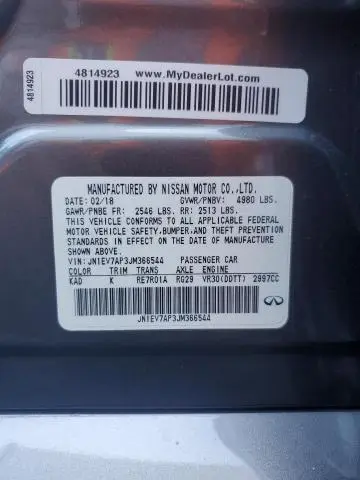 4814923
4814923 www.MyDealerLot.com
MANUFACTURED BY NISSAN MOTOR CO.,LTD.
DATE: 02/18 GVWR/PNBV: 4980 LBS.
GAWR/PNBE FR: 2546 LBS. RR: 2513 LBS.
THIS VEHICLE CONFORMS TO ALL APPLICABLE FEDERAL
MOTOR VEHICLE SAFETY,BUMPER,AND THEFT PREVENTION
STANDARDS IN EFFECT ON THE DATE OF MANUFACTURE
SHOWN ABOVE.
VIN: JN1EV7AP3JM366544 PASSENGER CAR
COLOR TRIM TRANS AXLE ENGINE
KAD K RE7R01A RG29 VR30(DDTT) 2997CC
JN1EV7AP3JM366544
INFINITI